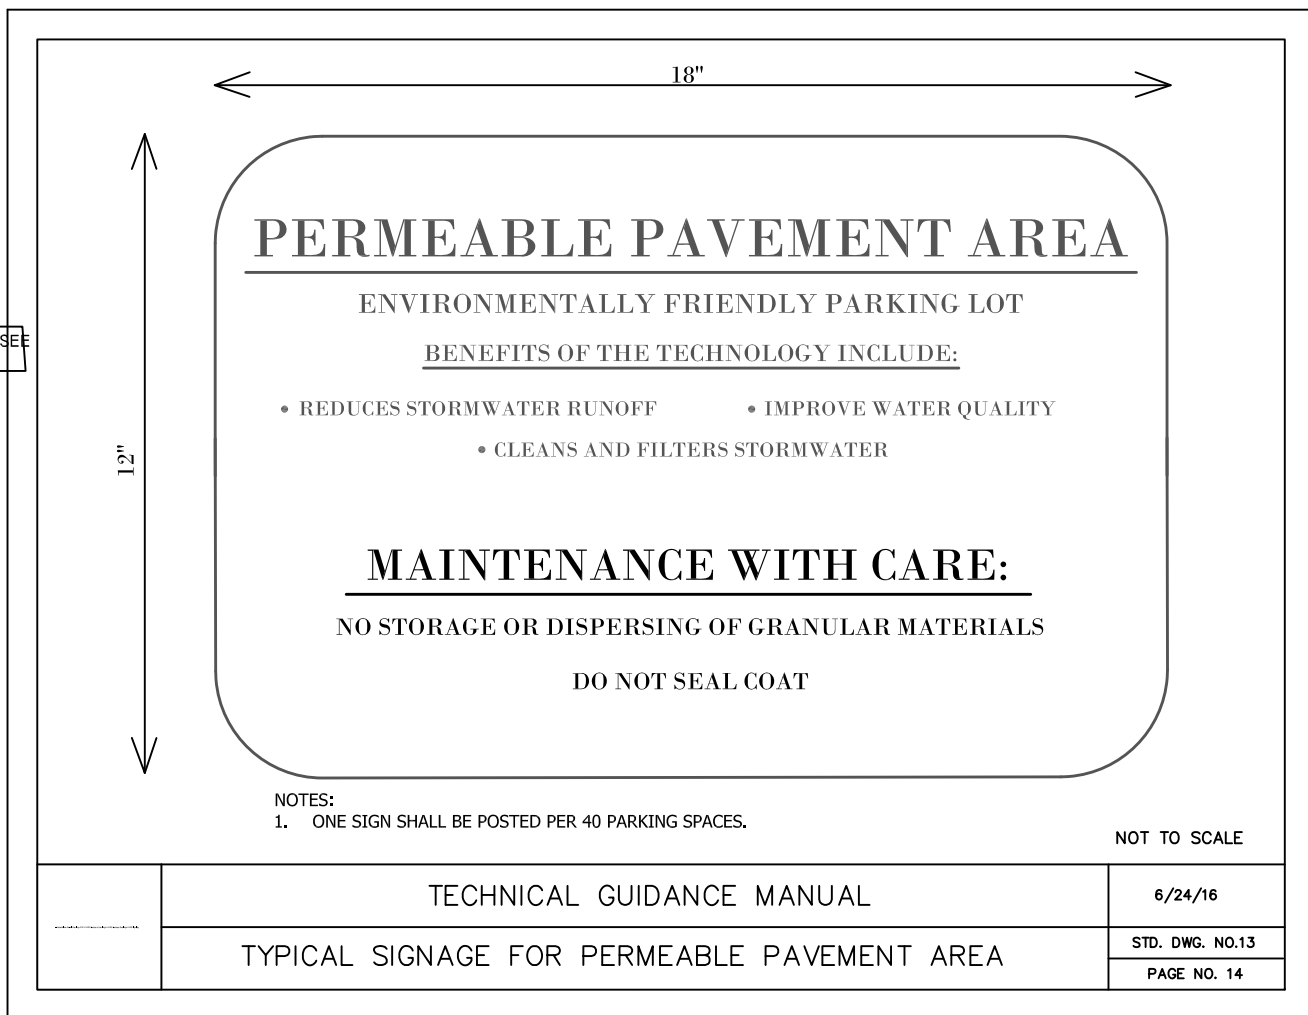 18"
PERMEABLE PAVEMENT AREA
ENVIRONMENTALLY FRIENDLY PARKING LOT
SEE
BENEFITS OF THE TECHNOLOGY INCLUDE:
• REDUCES STORMWATER RUNOFF • IMPROVE WATER QUALITY
12"
• CLEANS AND FILTERS STORMWATER
MAINTENANCE WITH CARE:
NO STORAGE OR DISPERSING OF GRANULAR MATERIALS
DO NOT SEAL COAT
NOTES:
1. ONE SIGN SHALL BE POSTED PER 40 PARKING SPACES.
NOT TO SCALE
TECHNICAL GUIDANCE MANUAL
6/24/16
TYPICAL SIGNAGE FOR PERMEABLE PAVEMENT AREA
STD. DWG. NO.13
PAGE NO. 14